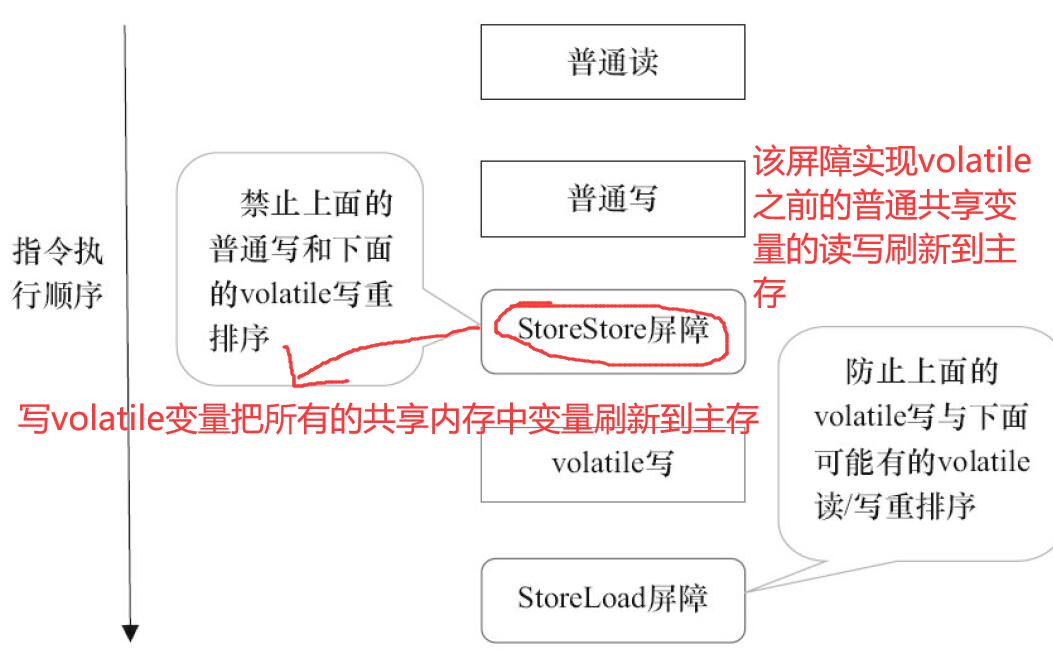 普通读
普通写
该屏障实现volatile
之前的普通共享变
量的读写刷新到主
存
禁止上面的
普通写和下面
的volatile写重
排序
指令执
行顺序
StoreStore屏障
防止上面的
volatile写与下面
可能有的volatile
读/写重排序
写volatile变量把所有的共享内存中变量刷新到主存
volatile写
StoreLoad屏障